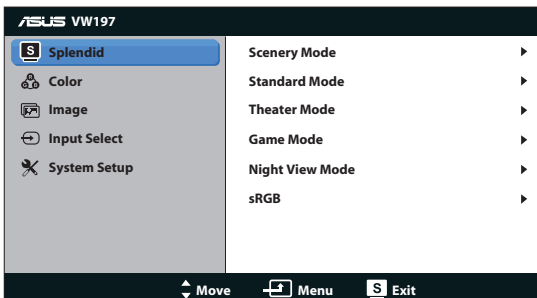 ASUS VW197
S Splendid
Color
Image
Input Select
System Setup
Scenery Mode
Standard Mode
Theater Mode
Game Mode
Night View Mode
sRGB
Move Menu S Exit